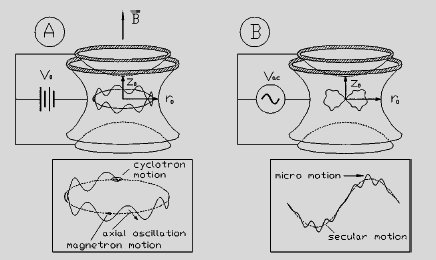 A
B
V₀
Z₀
r₀
cyclotron
motion
axial oscillation
magnetron motion
B
Vac
Z₀
r₀
micro motion
secular motion